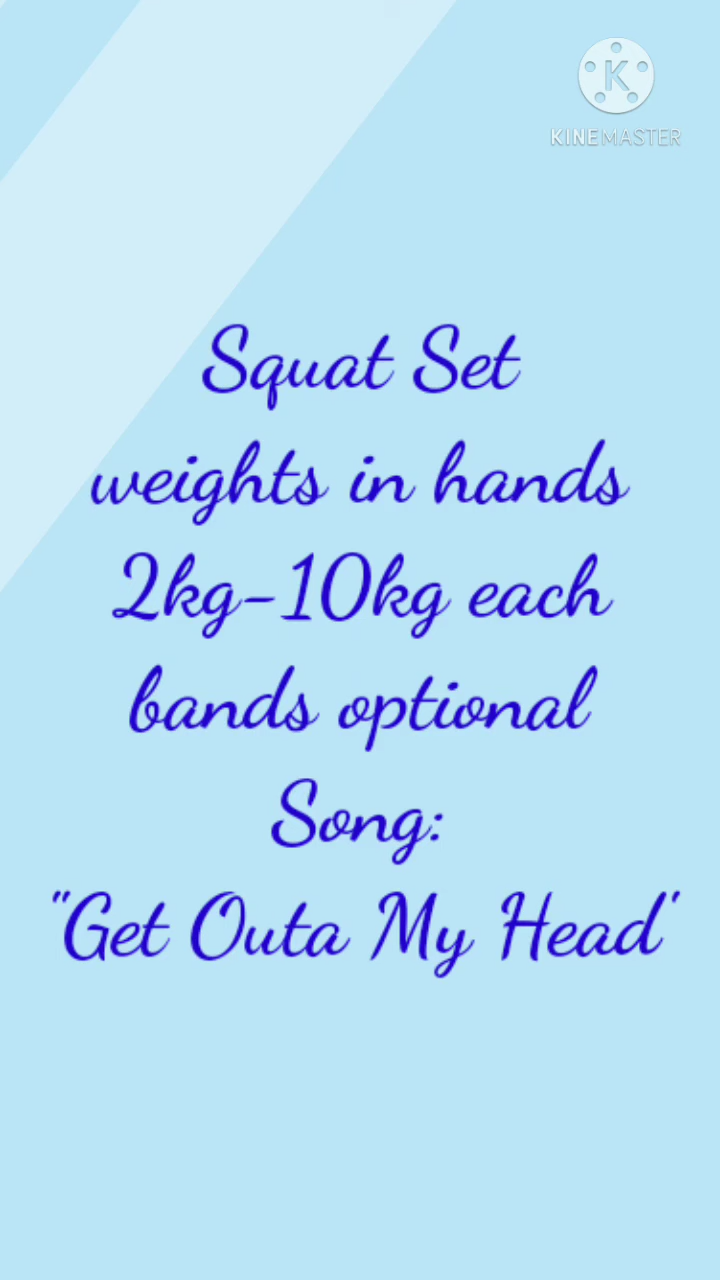 K
KINEMASTER
Squat Set
weights in hands
2kg-10kg each
bands optional
Song:
"Get Outa My Head'